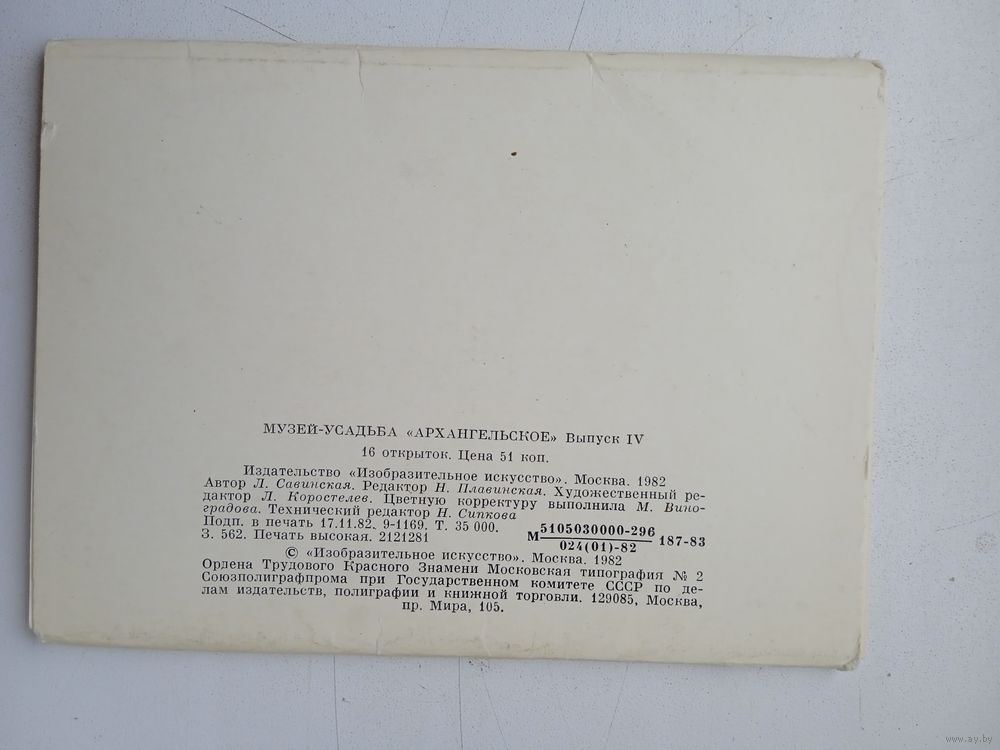 МУЗЕЙ-УСАДЬБА «АРХАНГЕЛЬСКОЕ» Выпуск IV
16 открыток. Цена 51 коп.
Издательство «Изобразительное искусство». Москва. 1982
Автор Л. Савинская. Редактор Н. Плавинская. Художественный ре-
дактор Л. Коростелев. Цветную корректуру выполнила М. Вино-
градова. Технический редактор Н. Сипкова
Подп. в печать 17.11.82. 9-1169. Т. 35 000.
З. 562. Печать высокая. 2121281
М 5105030000-296 187-83
024(01)-82
© «Изобразительное искусство». Москва. 1982
Ордена Трудового Красного Знамени Московская типография № 2
Союзполиграфпрома при Государственном комитете СССР по де-
лам издательств, полиграфии и книжной торговли. 129085, Москва,
пр. Мира, 105.
www.ay.by